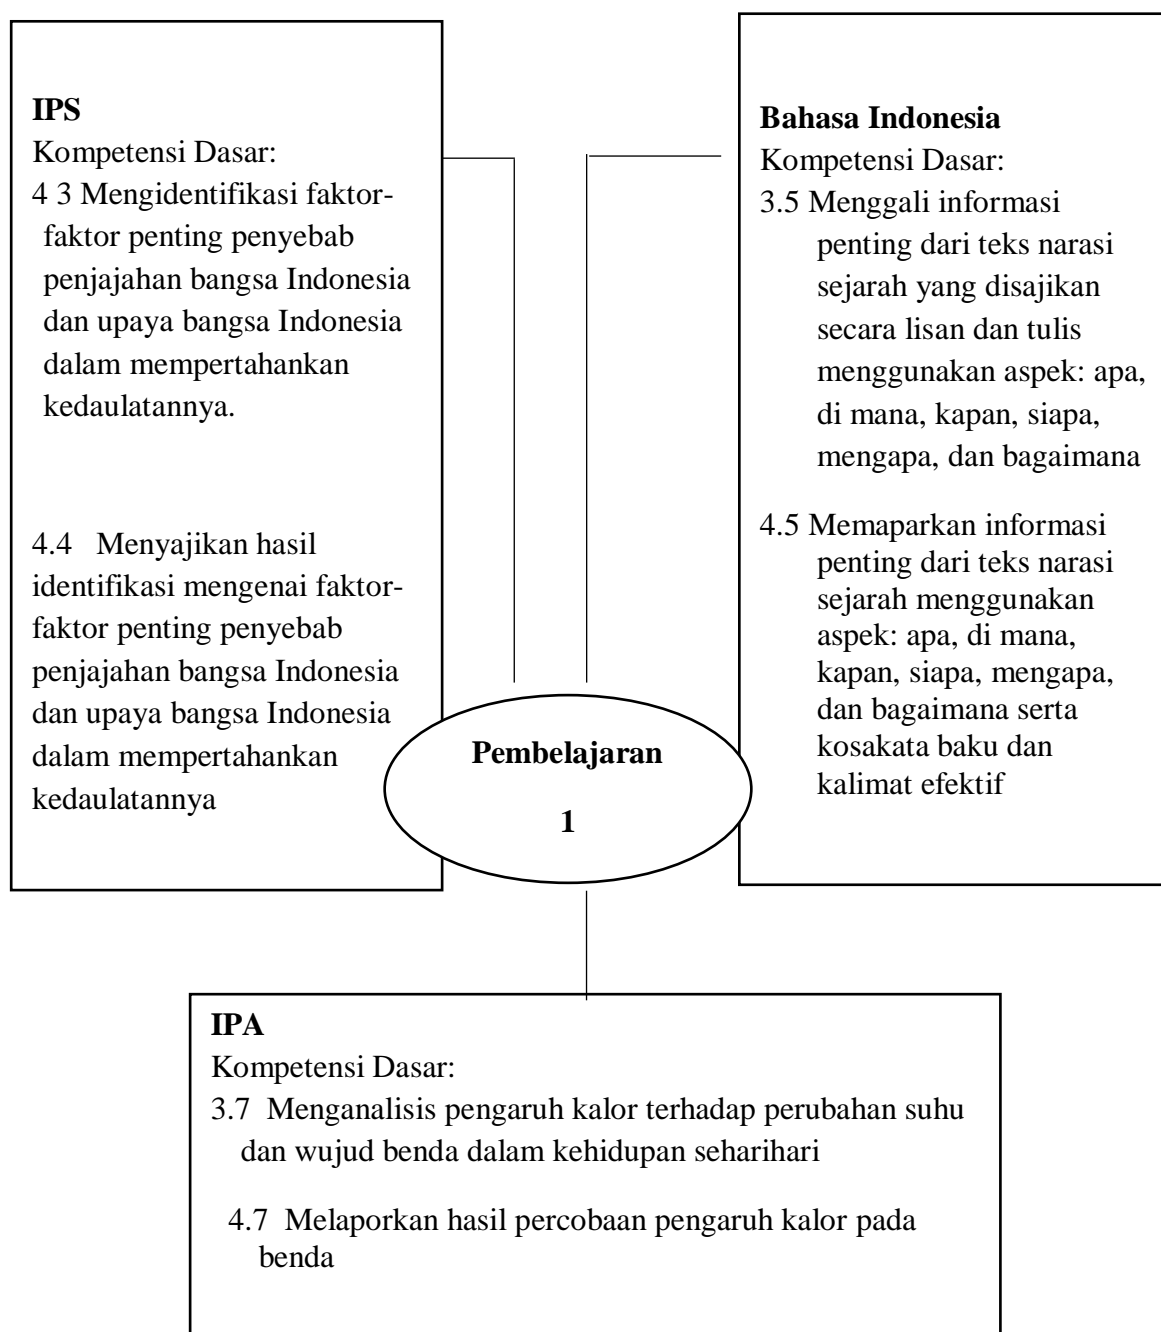 IPS
Kompetensi Dasar:
4 3 Mengidentifikasi faktor-
faktor penting penyebab
penjajahan bangsa Indonesia
dan upaya bangsa Indonesia
dalam mempertahankan
kedaulatannya.
4.4 Menyajikan hasil
identifikasi mengenai faktor-
faktor penting penyebab
penjajahan bangsa Indonesia
dan upaya bangsa Indonesia
dalam mempertahankan
kedaulatannya
Bahasa Indonesia
Kompetensi Dasar:
3.5 Menggali informasi
penting dari teks narasi
sejarah yang disajikan
secara lisan dan tulis
menggunakan aspek: apa,
di mana, kapan, siapa,
mengapa, dan bagaimana
4.5 Memaparkan informasi
penting dari teks narasi
sejarah menggunakan
aspek: apa, di mana,
kapan, siapa, mengapa,
dan bagaimana serta
kosakata baku dan
kalimat efektif
Pembelajaran
1
IPA
Kompetensi Dasar:
3.7 Menganalisis pengaruh kalor terhadap perubahan suhu
dan wujud benda dalam kehidupan seharihari
4.7 Melaporkan hasil percobaan pengaruh kalor pada
benda